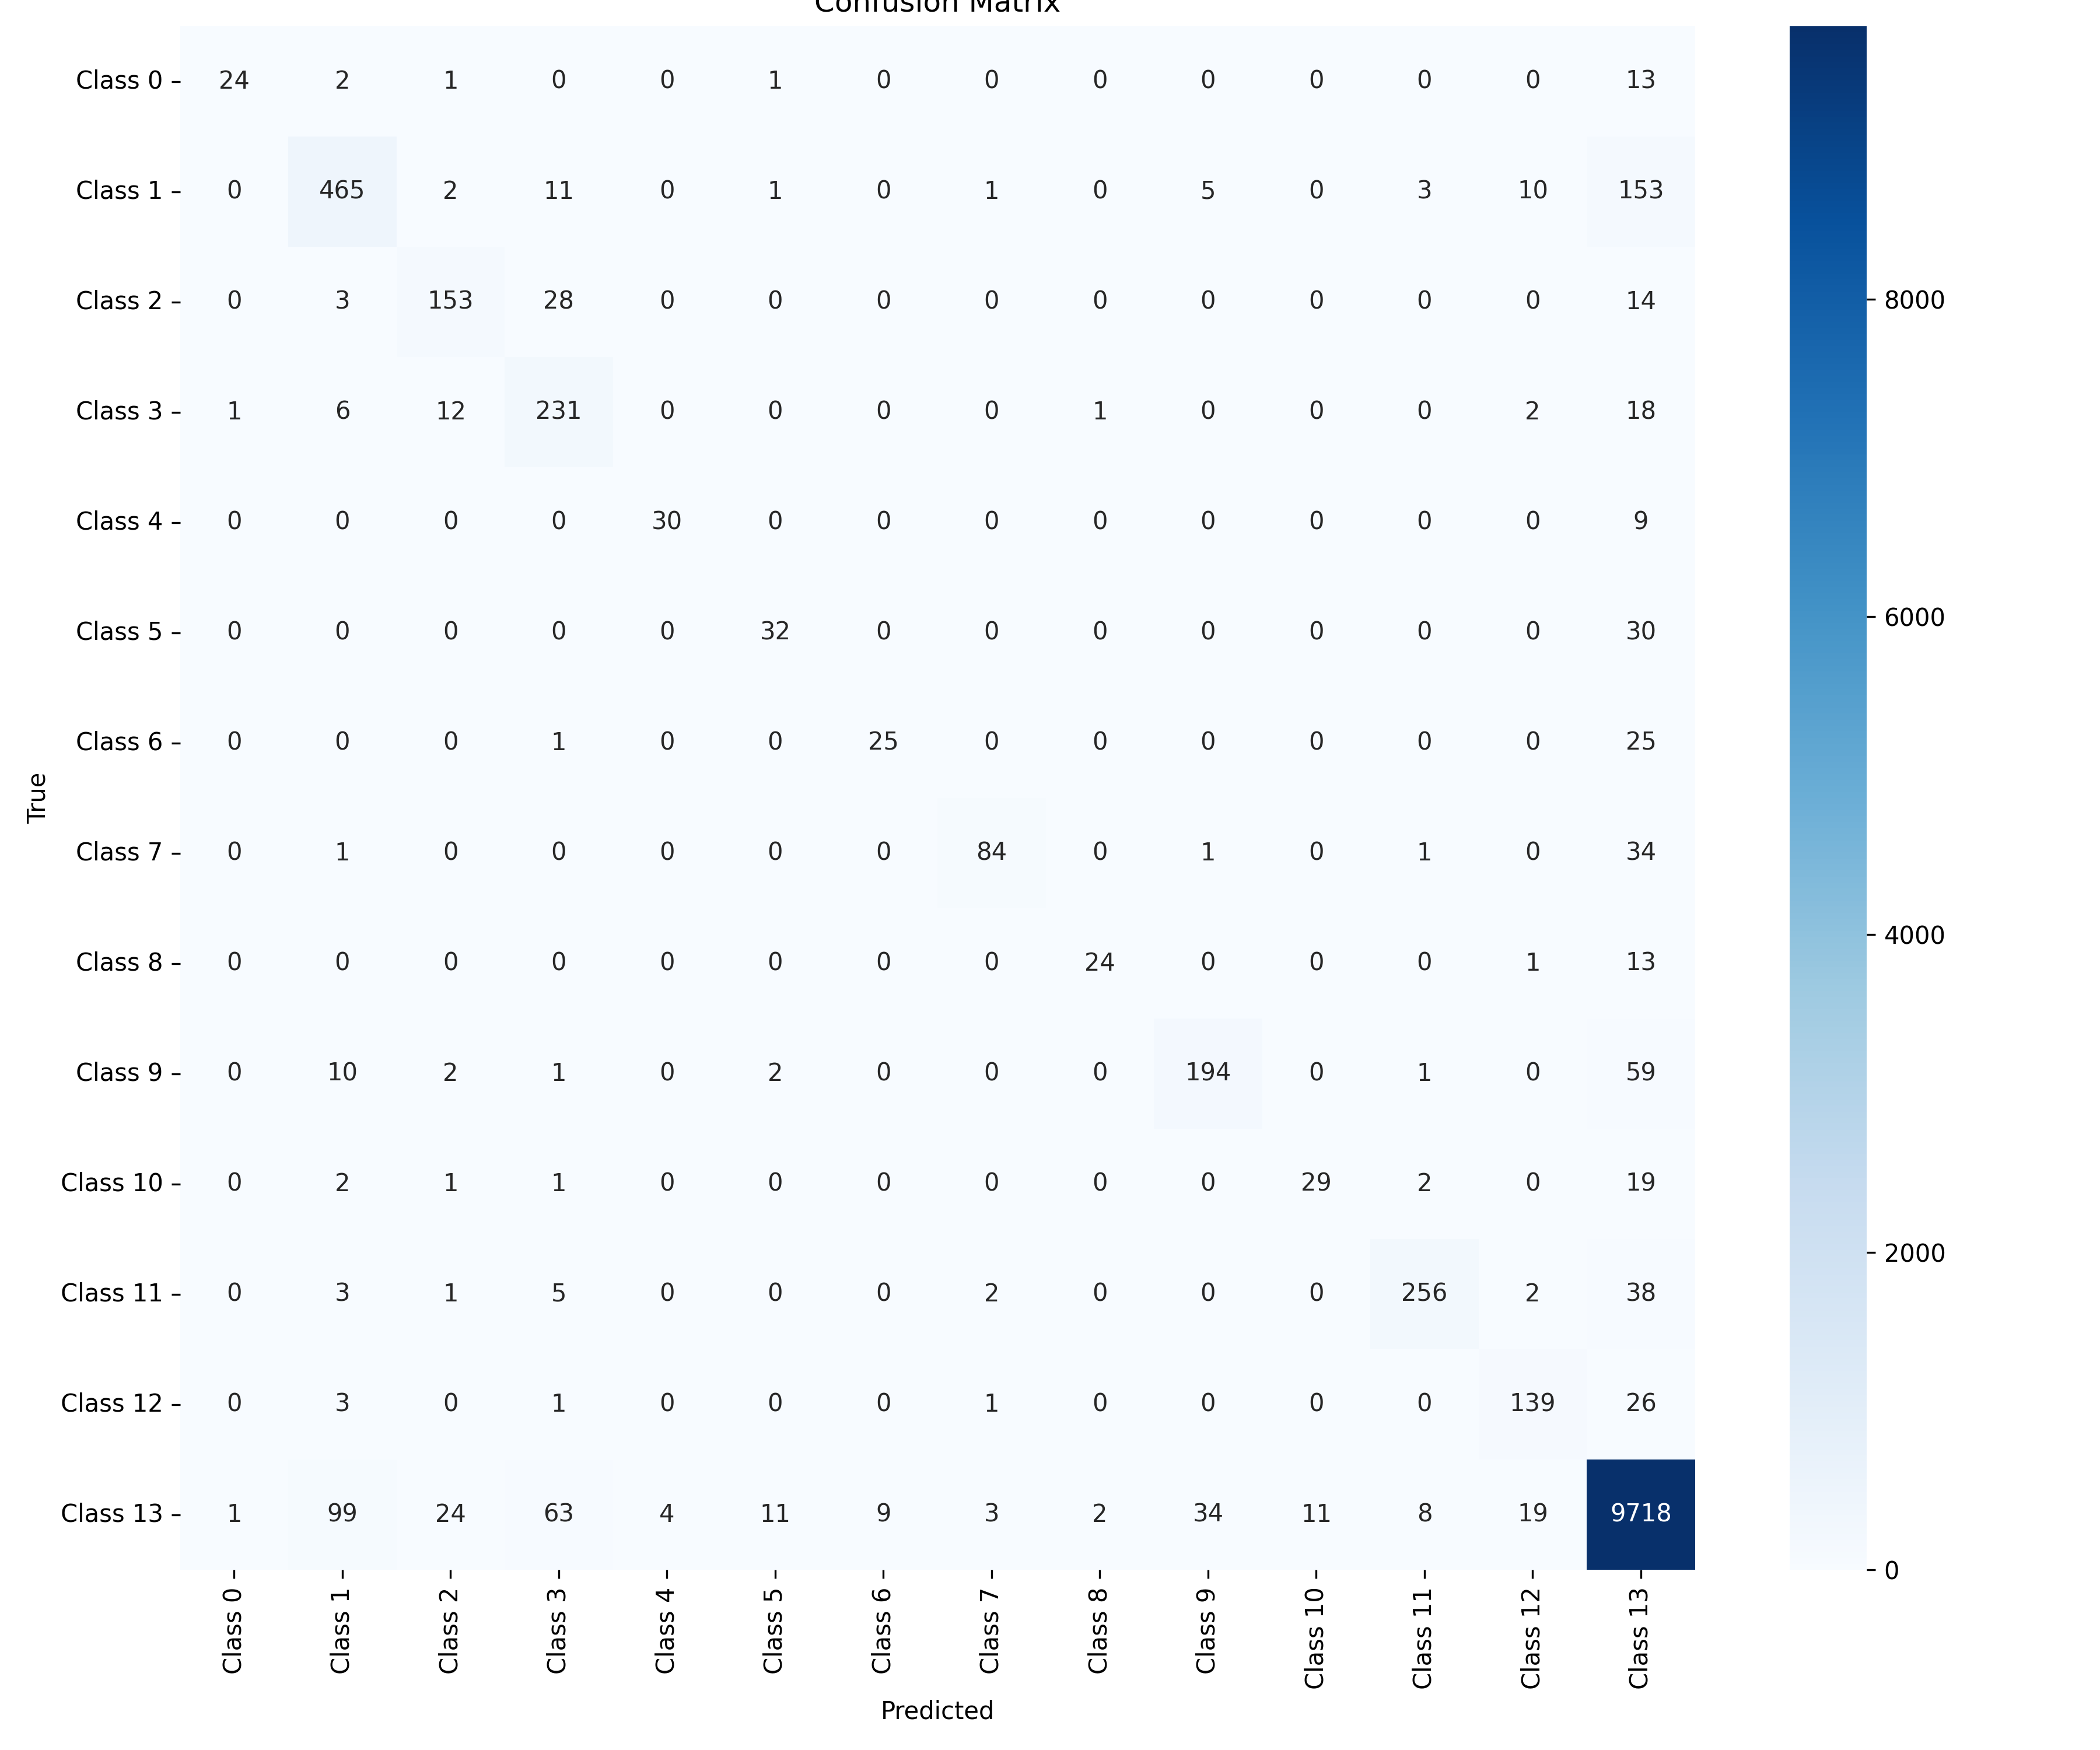 Confusion Matrix
Class 0 24 2 1 0 0 1 0 0 0 0 0 0 0 13
Class 1 0 465 2 11 0 1 0 1 0 5 0 3 10 153
Class 2 0 3 153 28 0 0 0 0 0 0 0 0 0 14
Class 3 1 6 12 231 0 0 0 0 1 0 0 0 2 18
Class 4 0 0 0 0 30 0 0 0 0 0 0 0 0 9
Class 5 0 0 0 0 0 32 0 0 0 0 0 0 0 30
Class 6 0 0 0 1 0 0 25 0 0 0 0 0 0 25
Class 7 0 1 0 0 0 0 0 84 0 1 0 1 0 34
Class 8 0 0 0 0 0 0 0 0 24 0 0 0 1 13
Class 9 0 10 2 1 0 2 0 0 0 194 0 1 0 59
Class 10 0 2 1 1 0 0 0 0 0 0 29 2 0 19
Class 11 0 3 1 5 0 0 0 2 0 0 0 256 2 38
Class 12 0 3 0 1 0 0 0 1 0 0 0 0 139 26
Class 13 1 99 24 63 4 11 9 3 2 34 11 8 19 9718
True
Class 0 Class 1 Class 2 Class 3 Class 4 Class 5 Class 6 Class 7 Class 8 Class 9 Class 10 Class 11 Class 12 Class 13
Predicted
8000
6000
4000
2000
0